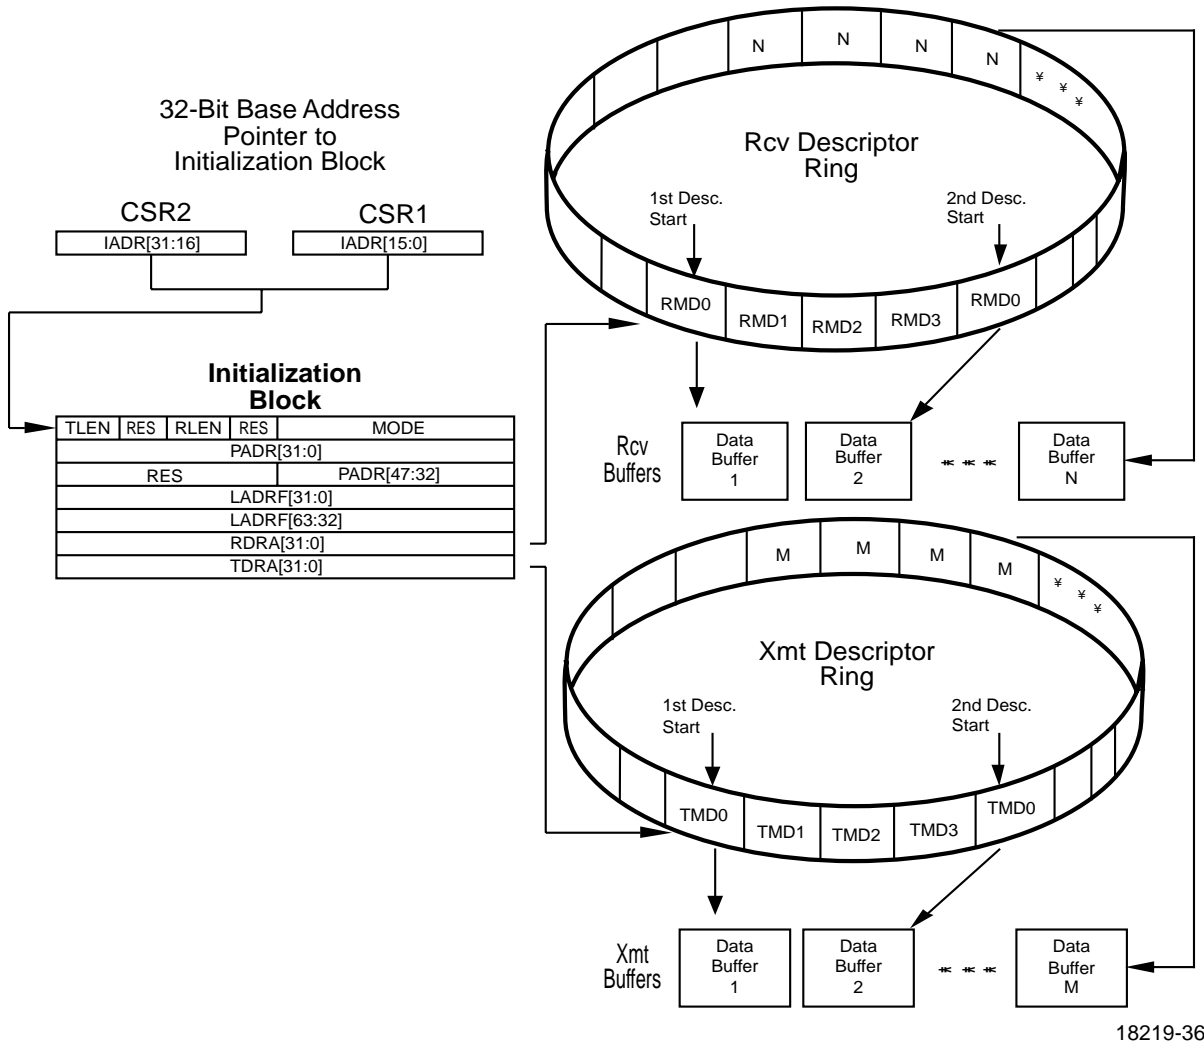 32-Bit Base Address
Pointer to
Initialization Block
CSR2
CSR1
IADR[31:16]
IADR[15:0]
Initialization
Block
TLEN RES RLEN RES MODE
PADR[31:0]
RES PADR[47:32]
LADRF[31:0]
LADRF[63:32]
RDRA[31:0]
TDRA[31:0]
N N N N ¥ ¥ ¥
Rcv Descriptor
Ring
1st Desc.
Start
2nd Desc.
Start
RMD0 RMD1 RMD2 RMD3 RMD0
Rcv
Buffers
Data
Buffer
1
Data
Buffer
2
Data
Buffer
N
M M M M ¥ ¥ ¥
Xmt Descriptor
Ring
1st Desc.
Start
2nd Desc.
Start
TMD0 TMD1 TMD2 TMD3 TMD0
Xmt
Buffers
Data
Buffer
1
Data
Buffer
2
Data
Buffer
M
18219-36